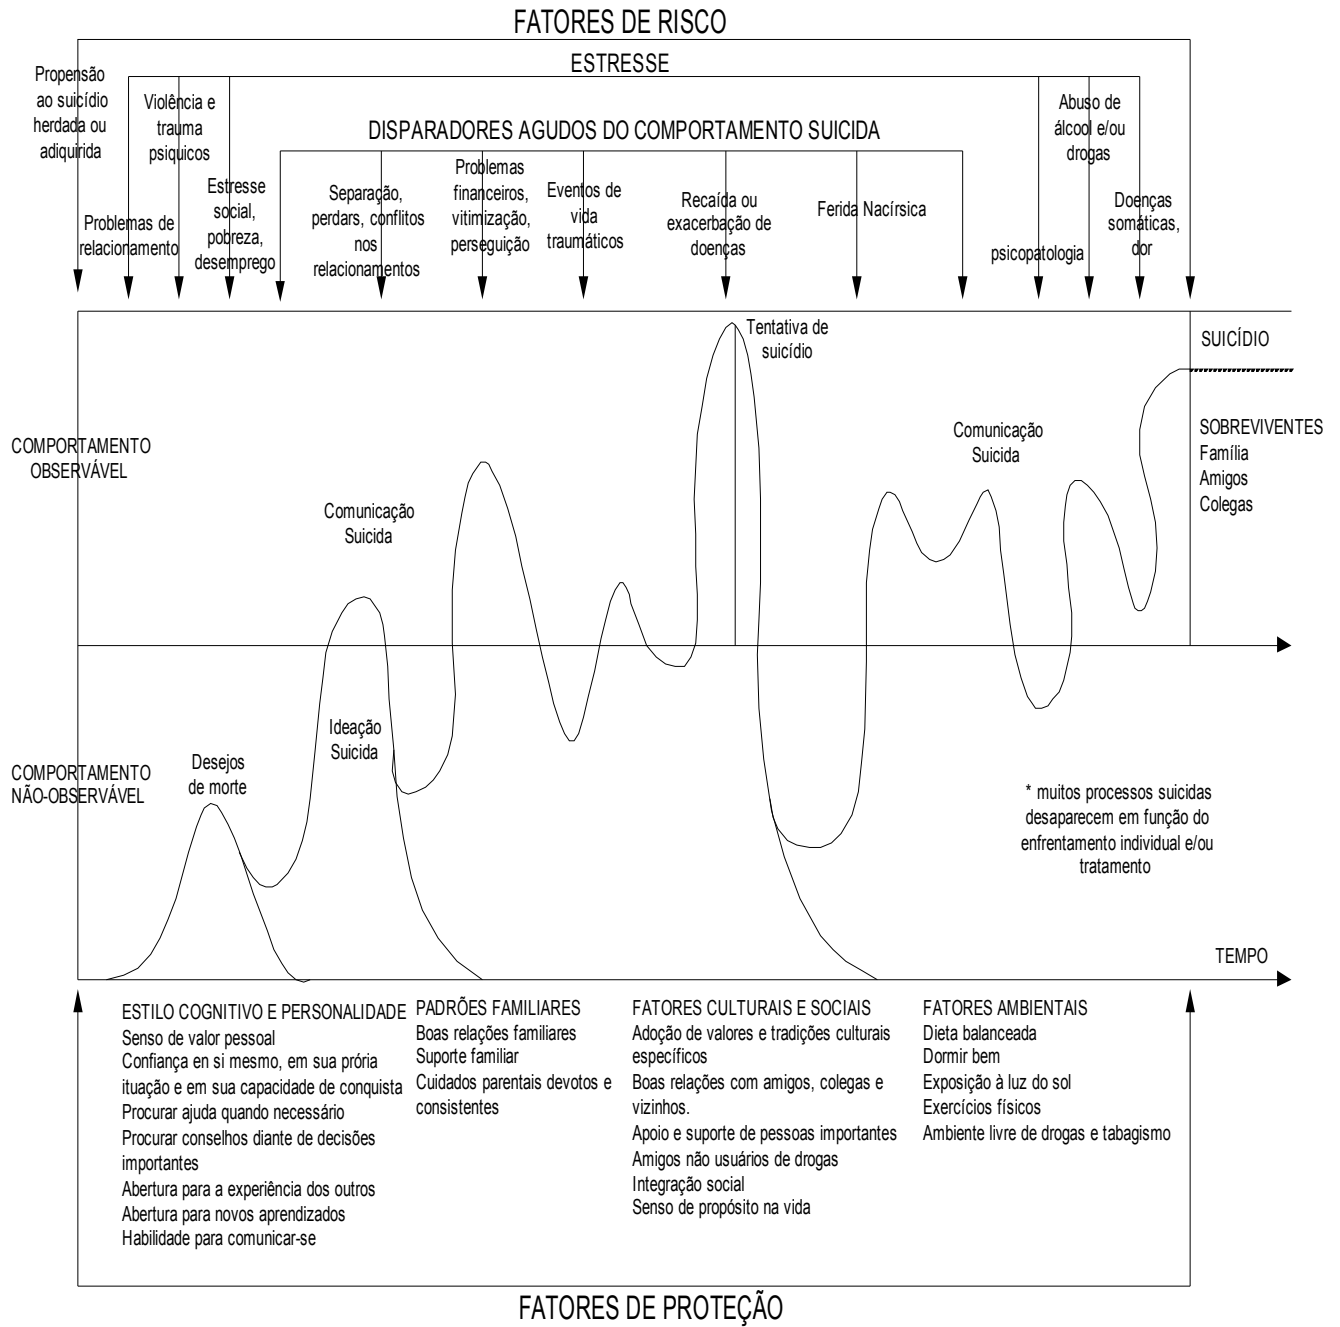 FATORES DE RISCO
ESTRESSE
Propensão
ao suicídio
herdada ou
adiquirida
Violência e
trauma
psiquicos
Abuso de
álcool e/ou
drogas
DISPARADORES AGUDOS DO COMPORTAMENTO SUICIDA
Problemas de
relacionamento
Estresse
social,
pobreza,
desemprego
Separação,
perdars, conflitos
nos
relacionamentos
Problemas
financeiros,
vitimização,
perseguição
Eventos de
vida
traumáticos
Recaída ou
exacerbação de
doenças
Ferida Nacírsica
psicopatologia
Doenças
somáticas,
dor
Tentativa de
suicídio
SUICÍDIO
COMPORTAMENTO
OBSERVÁVEL
Comunicação
Suicida
Comunicação
Suicida
SOBREVIVENTES
Família
Amigos
Colegas
COMPORTAMENTO
NÃO-OBSERVÁVEL
Desejos
de morte
Ideação
Suicida
* muitos processos suicidas
desaparecem em função do
enfrentamento individual e/ou
tratamento
TEMPO
ESTILO COGNITIVO E PERSONALIDADE
Senso de valor pessoal
Confiança en si mesmo, em sua prória
ituação e em sua capacidade de conquista
Procurar ajuda quando necessário
Procurar conselhos diante de decisões
importantes
Abertura para a experiência dos outros
Abertura para novos aprendizados
Habilidade para comunicar-se
PADRÕES FAMILIARES
Boas relações familiares
Suporte familiar
Cuidados parentais devotos e
consistentes
FATORES CULTURAIS E SOCIAIS
Adoção de valores e tradições culturais
específicos
Boas relações com amigos, colegas e
vizinhos.
Apoio e suporte de pessoas importantes
Amigos não usuários de drogas
Integração social
Senso de propósito na vida
FATORES AMBIENTAIS
Dieta balanceada
Dormir bem
Exposição à luz do sol
Exercícios físicos
Ambiente livre de drogas e tabagismo
FATORES DE PROTEÇÃO